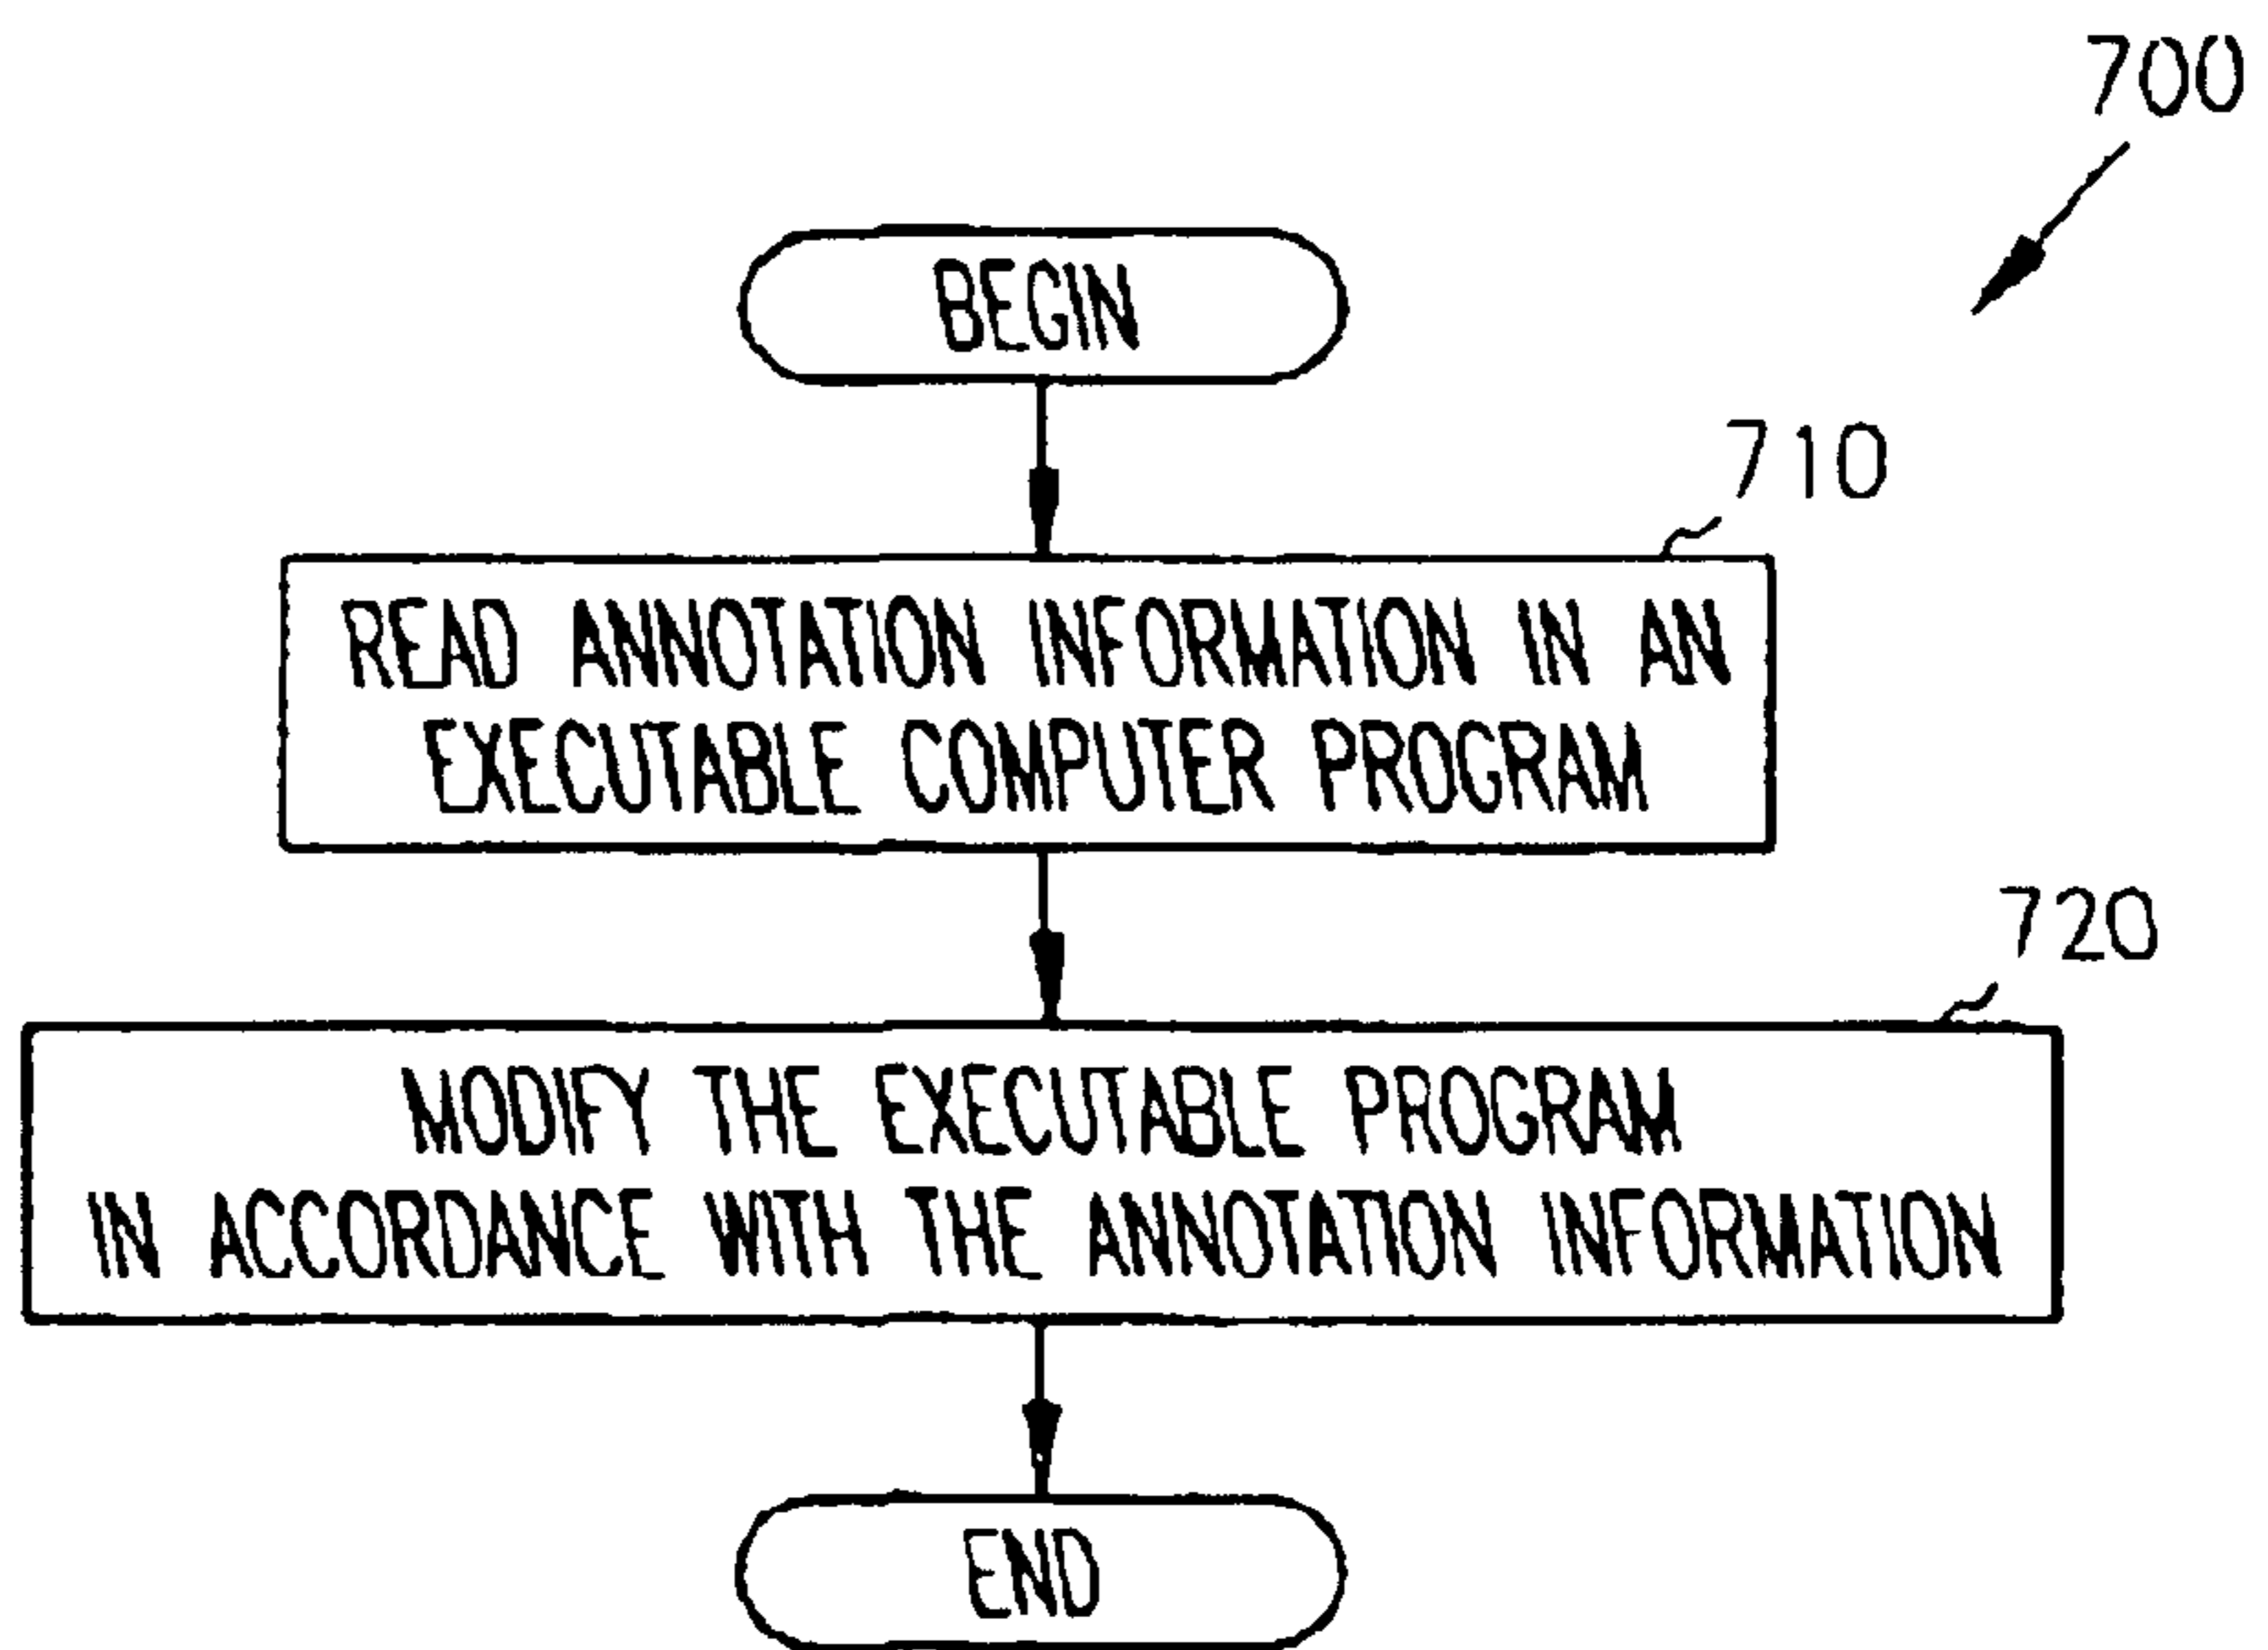 700
BEGIN
710
READ ANNOTATION INFORMATION IN AN
EXECUTABLE COMPUTER PROGRAM
720
MODIFY THE EXECUTABLE PROGRAM
IN ACCORDANCE WITH THE ANNOTATION INFORMATION
END